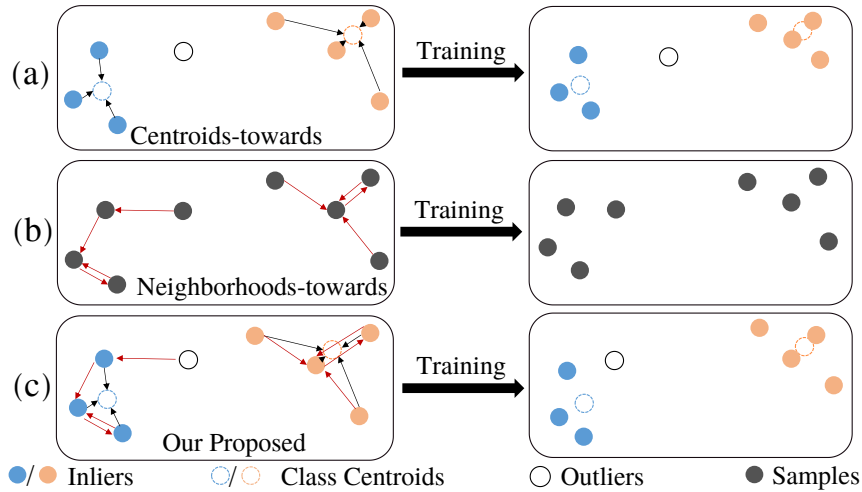 (a)
Training
Centroids-towards
(b)
Training
Neighborhoods-towards
(c)
Training
Our Proposed
/ Inliers / Class Centroids Outliers Samples